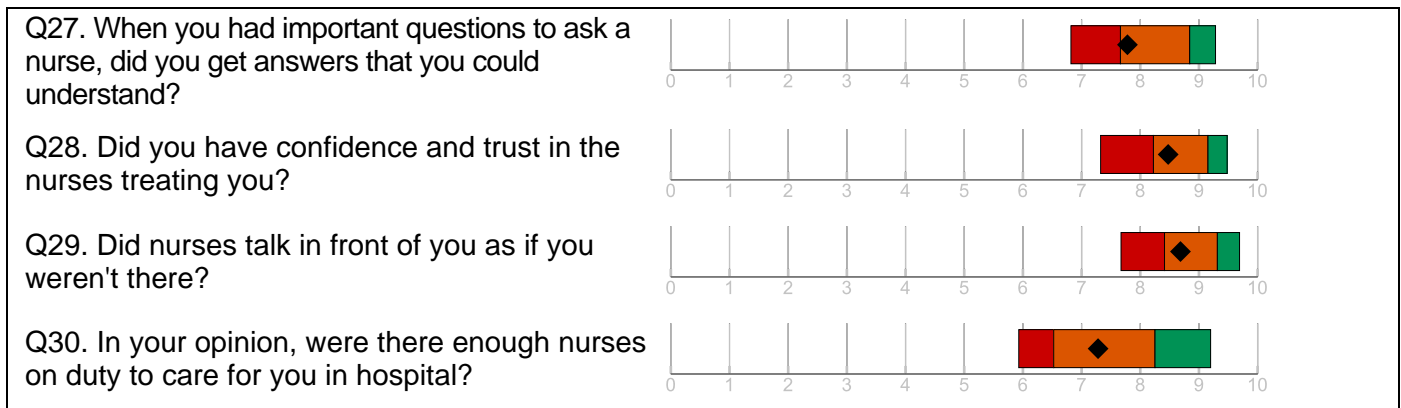 Q27. When you had important questions to ask a
nurse, did you get answers that you could
understand?
0 1 2 3 4 5 6 7 8 9 10
Q28. Did you have confidence and trust in the
nurses treating you?
0 1 2 3 4 5 6 7 8 9 10
Q29. Did nurses talk in front of you as if you
weren't there?
0 1 2 3 4 5 6 7 8 9 10
Q30. In your opinion, were there enough nurses
on duty to care for you in hospital?
0 1 2 3 4 5 6 7 8 9 10